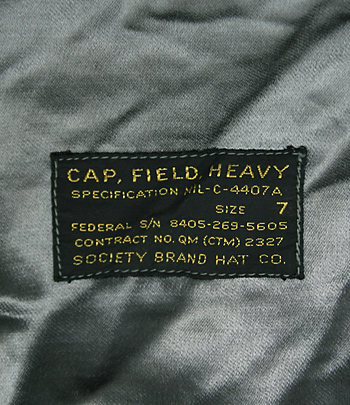 CAP, FIELD, HEAVY
SPECIFICATION MIL-C-4407A
SIZE 7
FEDERAL S/N 8405-269-5605
CONTRACT NO. QM (CTM) 2327
SOCIETY BRAND HAT CO.